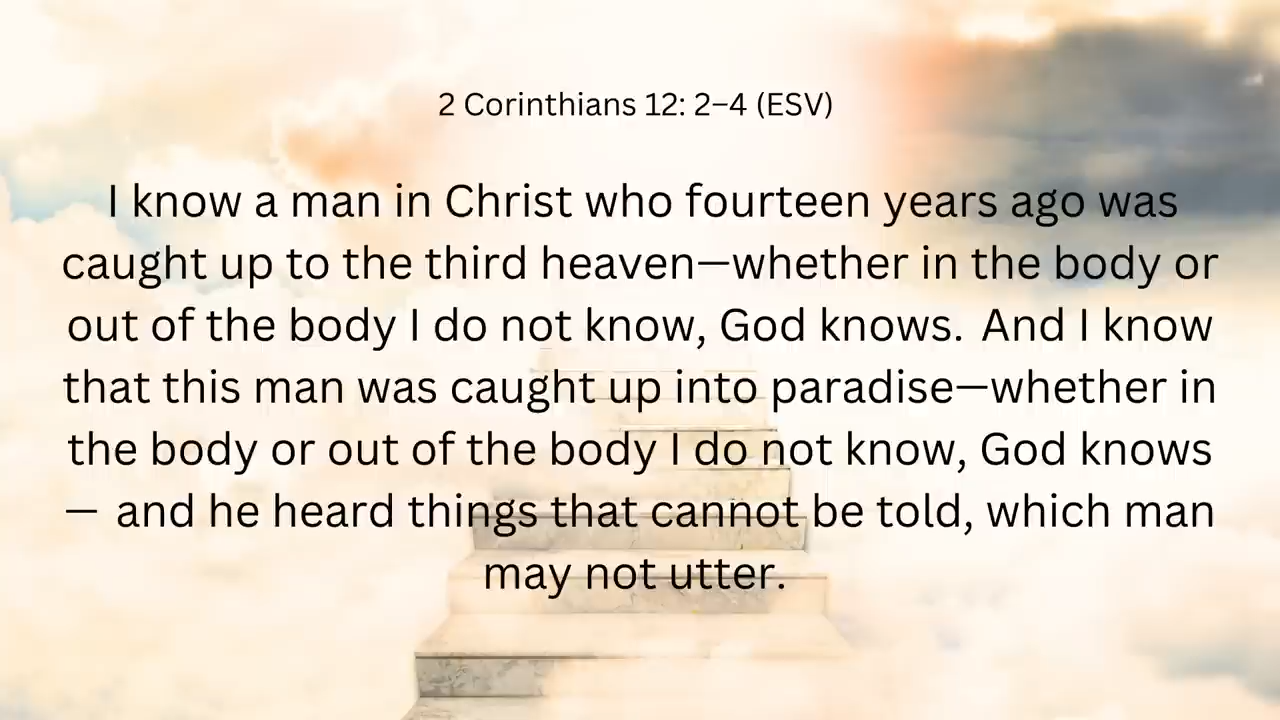 2 Corinthians 12: 2–4 (ESV)
I know a man in Christ who fourteen years ago was
caught up to the third heaven—whether in the body or
out of the body I do not know, God knows. And I know
that this man was caught up into paradise—whether in
the body or out of the body I do not know, God knows
— and he heard things that cannot be told, which man
may not utter.